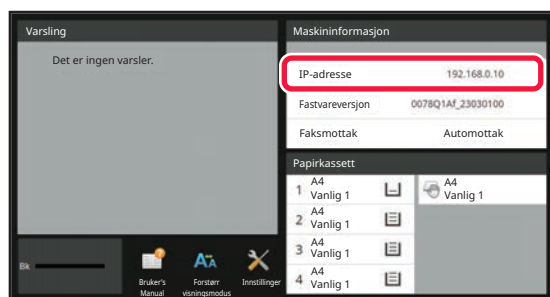 Varsling
Det er ingen varsler.
Maskininformasjon
IP-adresse 192.168.0.10
Fastvareversjon 0078Q1Af_23030100
Faksmottak Automottak
Papirkassett
1 A4
Vanlig 1
A4
Vanlig 1
2 A4
Vanlig 1
3 A4
Vanlig 1
4 A4
Vanlig 1
Bk
Bruker's
Manual
AA
Forstørr
visningsmodus
Innstillinger